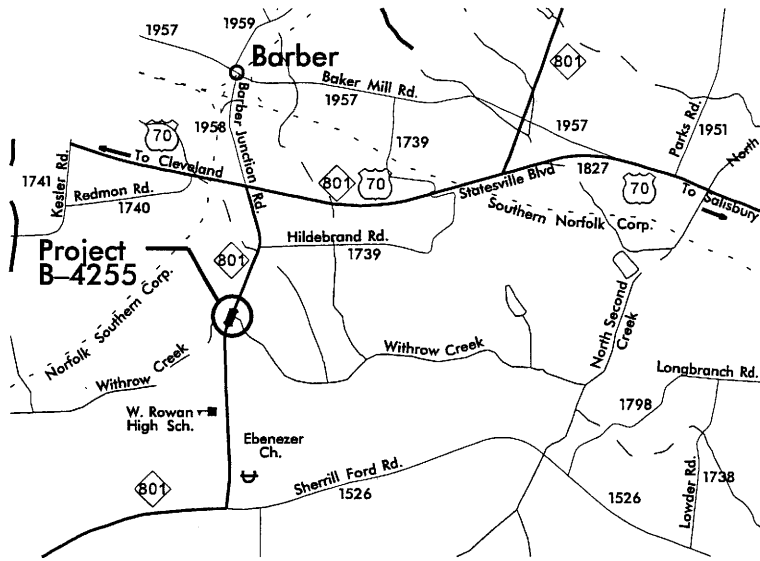 1957
1959
Barber
801
Baker Mill Rd.
1957
1958
Barber Junction Rd.
1739
1957
Parks Rd.
1951
North
70
To Cleveland
Kesler Rd.
1741
Redmon Rd.
1740
801
70
Statesville Blvd
1827
70
To Salisbury
Southern Norfolk Corp.
Hildebrand Rd.
1739
Project
B-4255
801
Norfolk Southern Corp.
Withrow Creek
Withrow Creek
North Second
Creek
Longbranch Rd.
1798
W. Rowan
High Sch.
Ebenezer
Ch.
801
Sherrill Ford Rd.
1526
1526
Lowder Rd.
1738